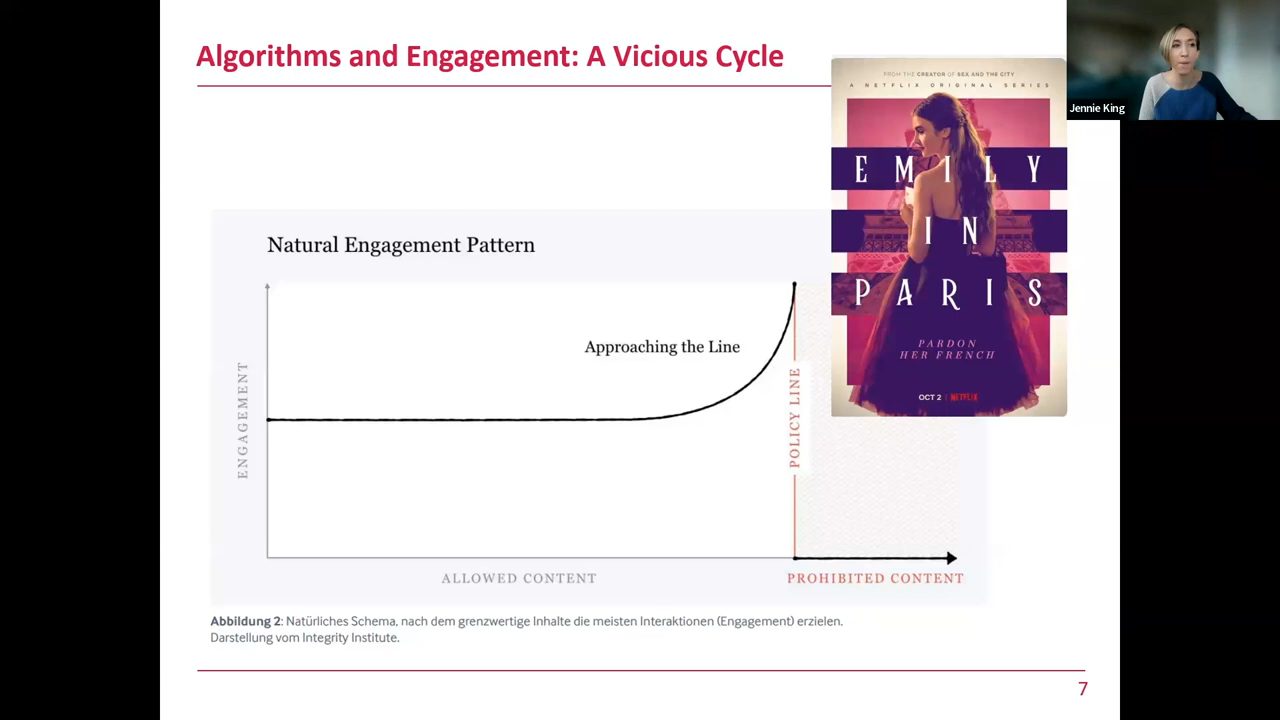 Algorithms and Engagement: A Vicious Cycle
Jennie King
FROM THE CREATOR OF SEX AND THE CITY
A NETFLIX ORIGINAL SERIES
EMILY
IN
PARIS
PARDON
HER FRENCH
OCT 2 | NETFLIX
Natural Engagement Pattern
Approaching the Line
ENGAGEMENT
POLICY LINE
ALLOWED CONTENT
PROHIBITED CONTENT
Abbildung 2: Natürliches Schema, nach dem grenzwertige Inhalte die meisten Interaktionen (Engagement) erzielen.
Darstellung vom Integrity Institute.
7